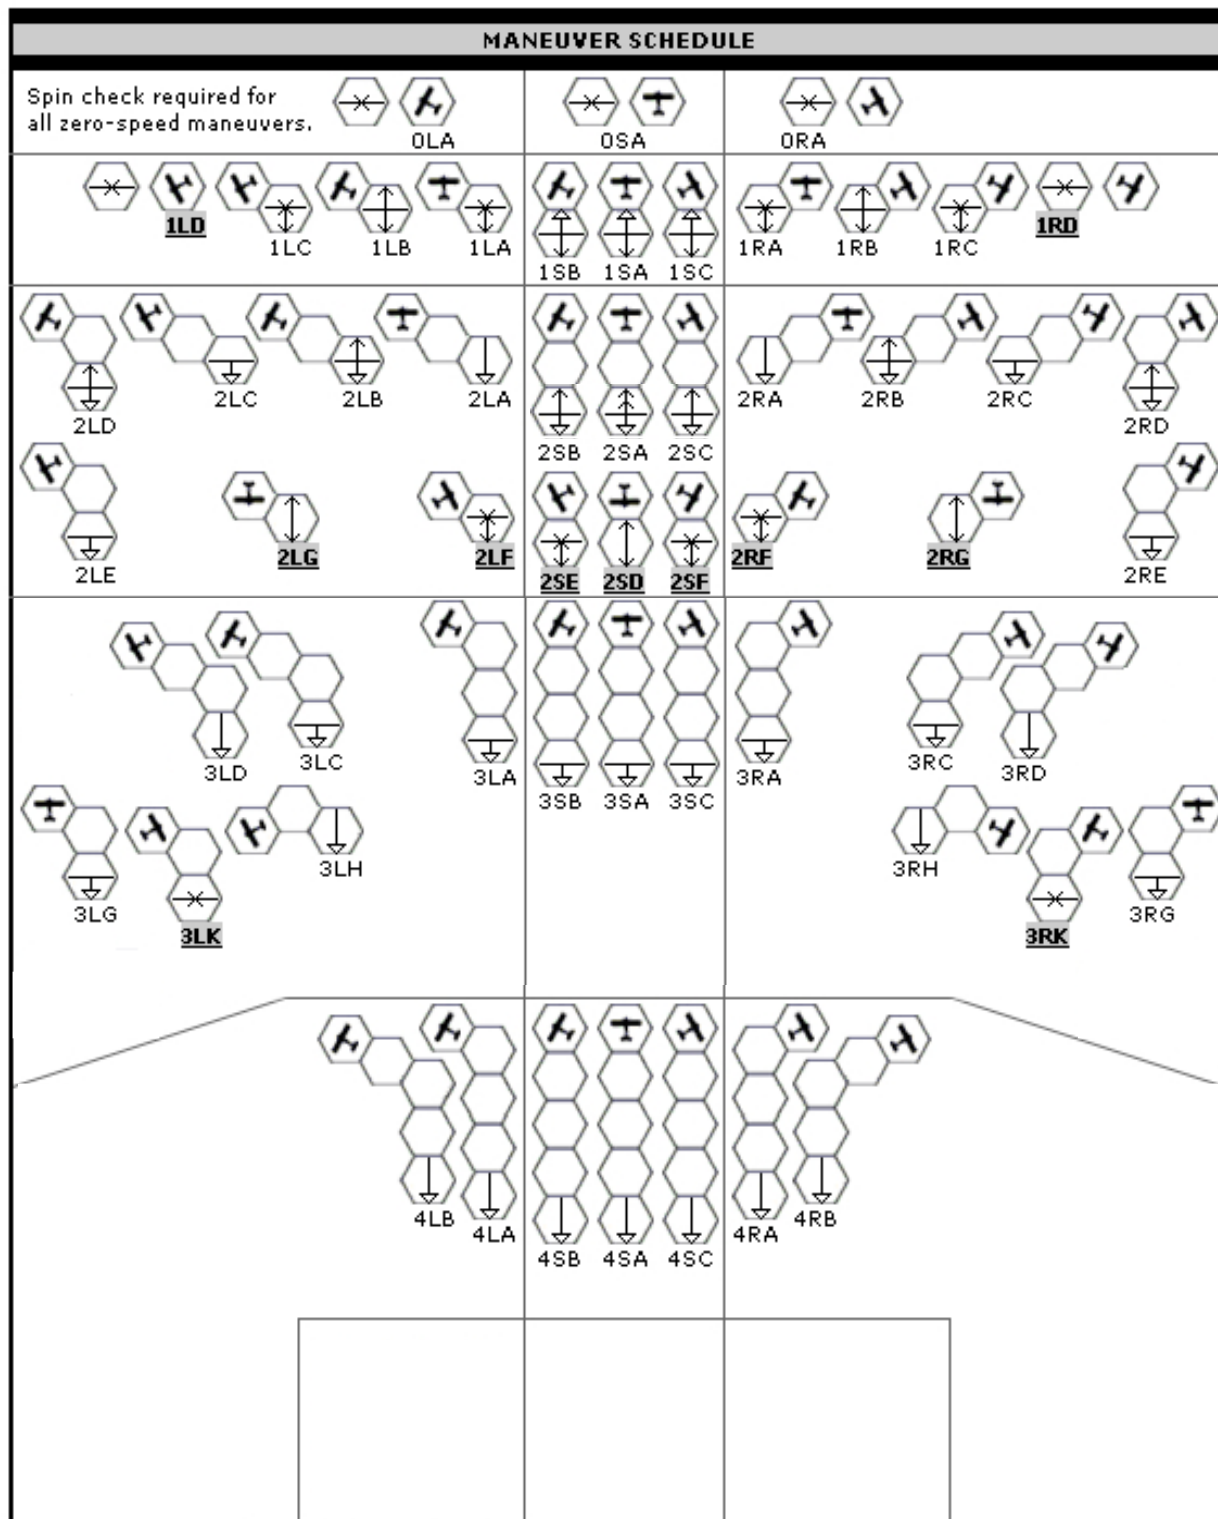 MANEUVER SCHEDULE
Spin check required for
all zero-speed maneuvers.
0LA
0SA
0RA
1LD
1LC
1LB
1LA
1SB
1SA
1SC
1RA
1RB
1RC
1RD
2LD
2LC
2LB
2LA
2SB
2SA
2SC
2RA
2RB
2RC
2RD
2LE
2LG
2LF
2SE
2SD
2SF
2RF
2RG
2RE
3LD
3LC
3LA
3SB
3SA
3SC
3RA
3RC
3RD
3LG
3LK
3LH
3RH
3RK
3RG
4LB
4LA
4SB
4SA
4SC
4RA
4RB